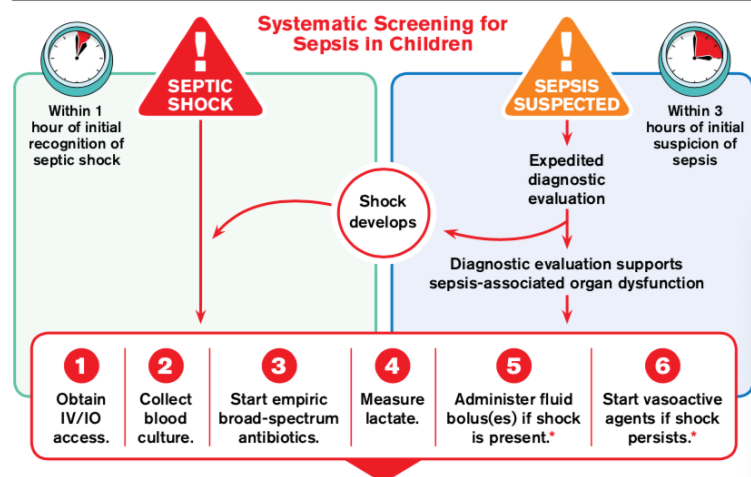 Systematic Screening for
Sepsis in Children
!
SEPTIC
SHOCK
!
SEPSIS
SUSPECTED
Within 1
hour of initial
recognition of
septic shock
Within 3
hours of initial
suspicion of
sepsis
Expedited
diagnostic
evaluation
Shock
develops
Diagnostic evaluation supports
sepsis-associated organ dysfunction
1
Obtain
IV/IO
access.
2
Collect
blood
culture.
3
Start empiric
broad-spectrum
antibiotics.
4
Measure
lactate.
5
Administer fluid
bolus(es) if shock
is present.*
6
Start vasoactive
agents if shock
persists.*